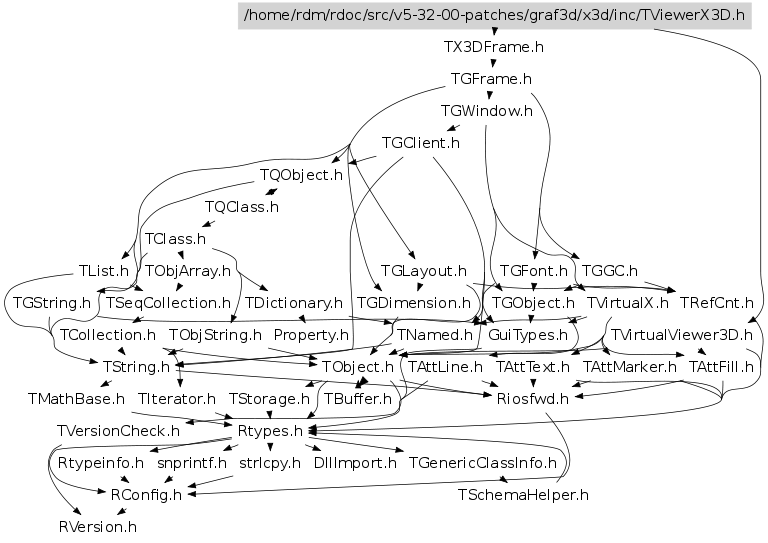 /home/rdm/rdoc/src/v5-32-00-patches/graf3d/x3d/inc/TViewerX3D.h
TX3DFrame.h
TGFrame.h
TGWindow.h
TGClient.h
TQObject.h
TQClass.h
TClass.h
TList.h TObjArray.h TGLayout.h TGFont.h TGGC.h
TGString.h TSeqCollection.h TDictionary.h TGDimension.h TGObject.h TVirtualX.h TRefCnt.h
TCollection.h TObjString.h Property.h TNamed.h GuiTypes.h TVirtualViewer3D.h
TString.h TObject.h TAttLine.h TAttText.h TAttMarker.h TAttFill.h
TMathBase.h TIterator.h TStorage.h TBuffer.h Riosfwd.h
TVersionCheck.h Rtypes.h
Rtypeinfo.h snprintf.h strlcpy.h DllImport.h TGenericClassInfo.h
RConfig.h TSchemaHelper.h
RVersion.h